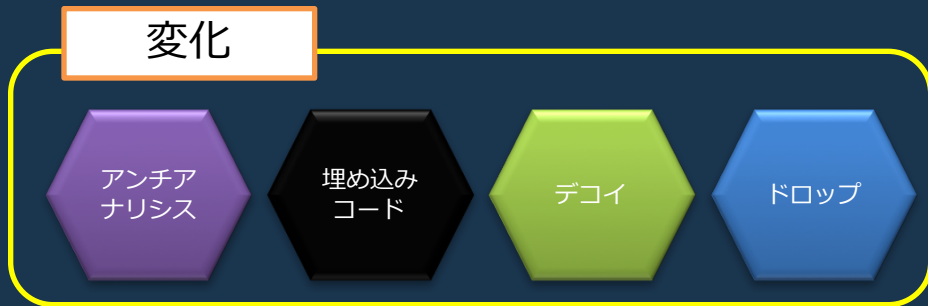 変化
アンチア
ナリシス
埋め込み
コード
デコイ
ドロップ